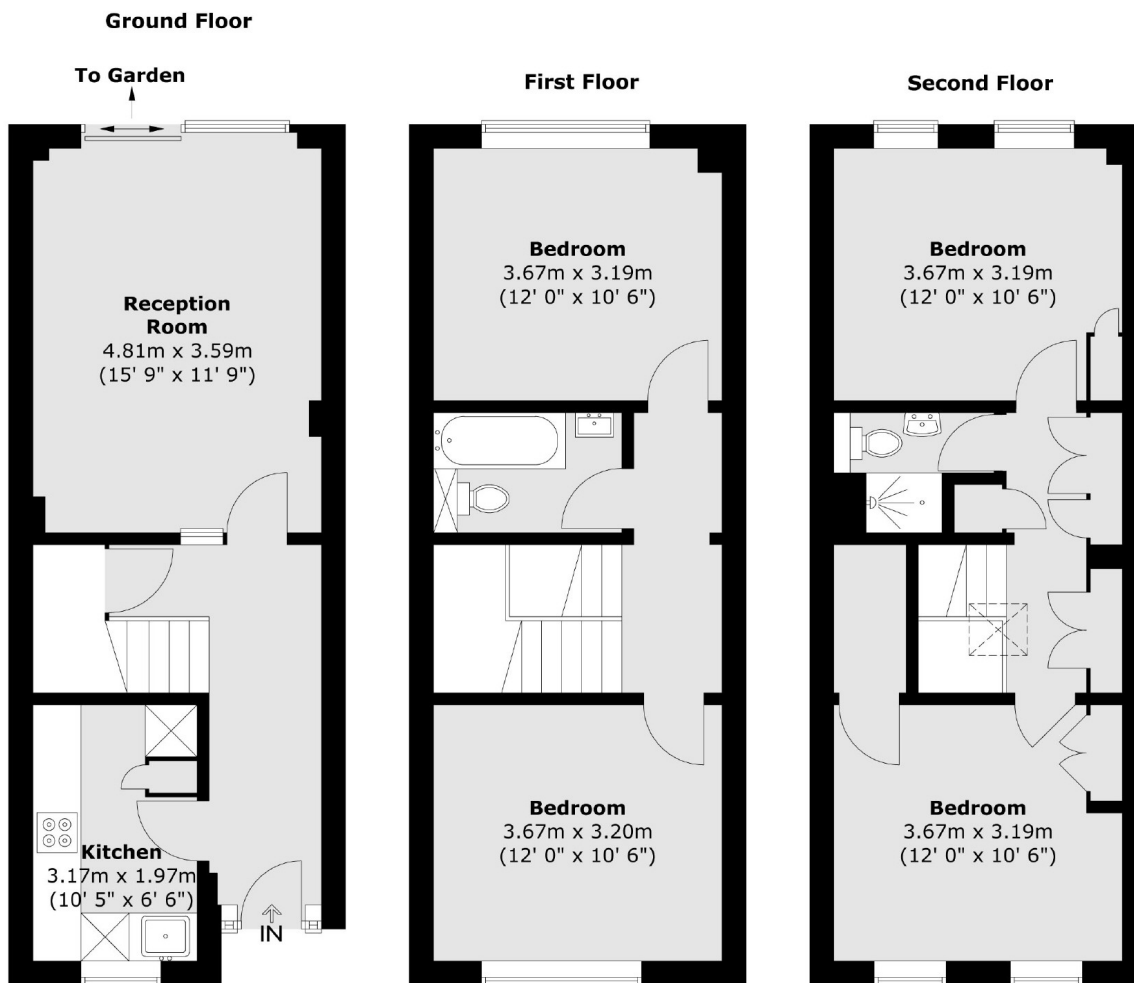 Ground Floor
To Garden
Reception
Room
4.81m x 3.59m
(15' 9" x 11' 9")
Kitchen
3.17m x 1.97m
(10' 5" x 6' 6")
IN
First Floor
Bedroom
3.67m x 3.19m
(12' 0" x 10' 6")
Bedroom
3.67m x 3.20m
(12' 0" x 10' 6")
Second Floor
Bedroom
3.67m x 3.19m
(12' 0" x 10' 6")
Bedroom
3.67m x 3.19m
(12' 0" x 10' 6")